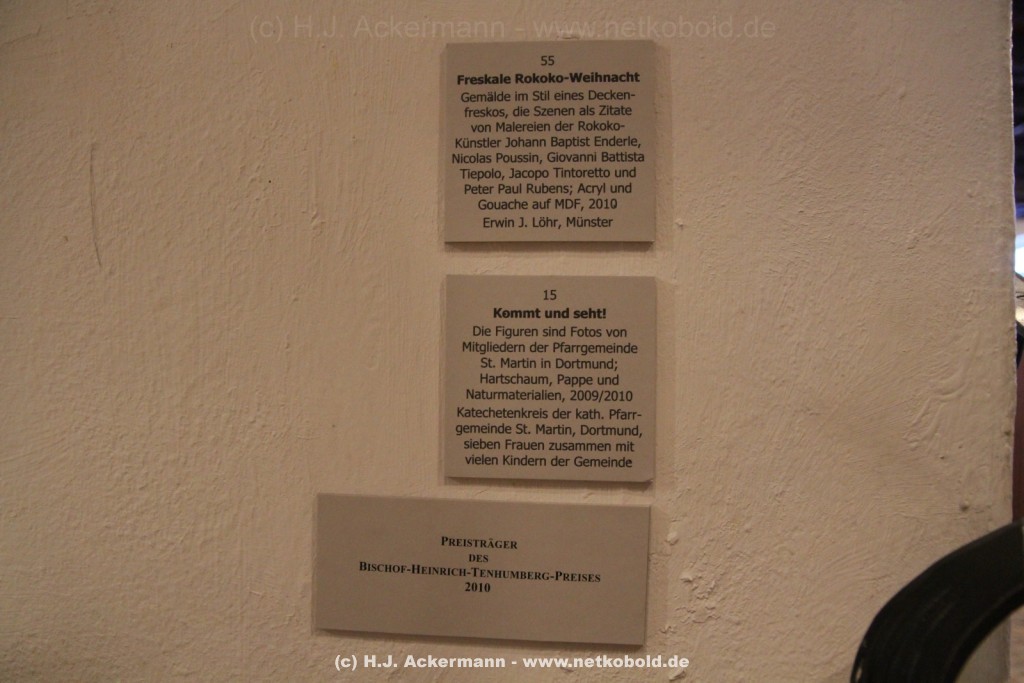 (c) H.J. Ackermann - www.netkobold.de
55
Freskale Rokoko-Weihnacht
Gemälde im Stil eines Decken-
freskos, die Szenen als Zitate
von Malereien der Rokoko-
Künstler Johann Baptist Enderle,
Nicolas Poussin, Giovanni Battista
Tiepolo, Jacopo Tintoretto und
Peter Paul Rubens; Acryl und
Gouache auf MDF, 2010
Erwin J. Löhr, Münster
15
Kommt und seht!
Die Figuren sind Fotos von
Mitgliedern der Pfarrgemeinde
St. Martin in Dortmund;
Hartschaum, Pappe und
Naturmaterialien, 2009/2010
Katechetenkreis der kath. Pfarr-
gemeinde St. Martin, Dortmund,
sieben Frauen zusammen mit
vielen Kindern der Gemeinde
PREISTRÄGER
DES
BISCHOF-HEINRICH-TENHUMBERG-PREISES
2010
(c) H.J. Ackermann - www.netkobold.de